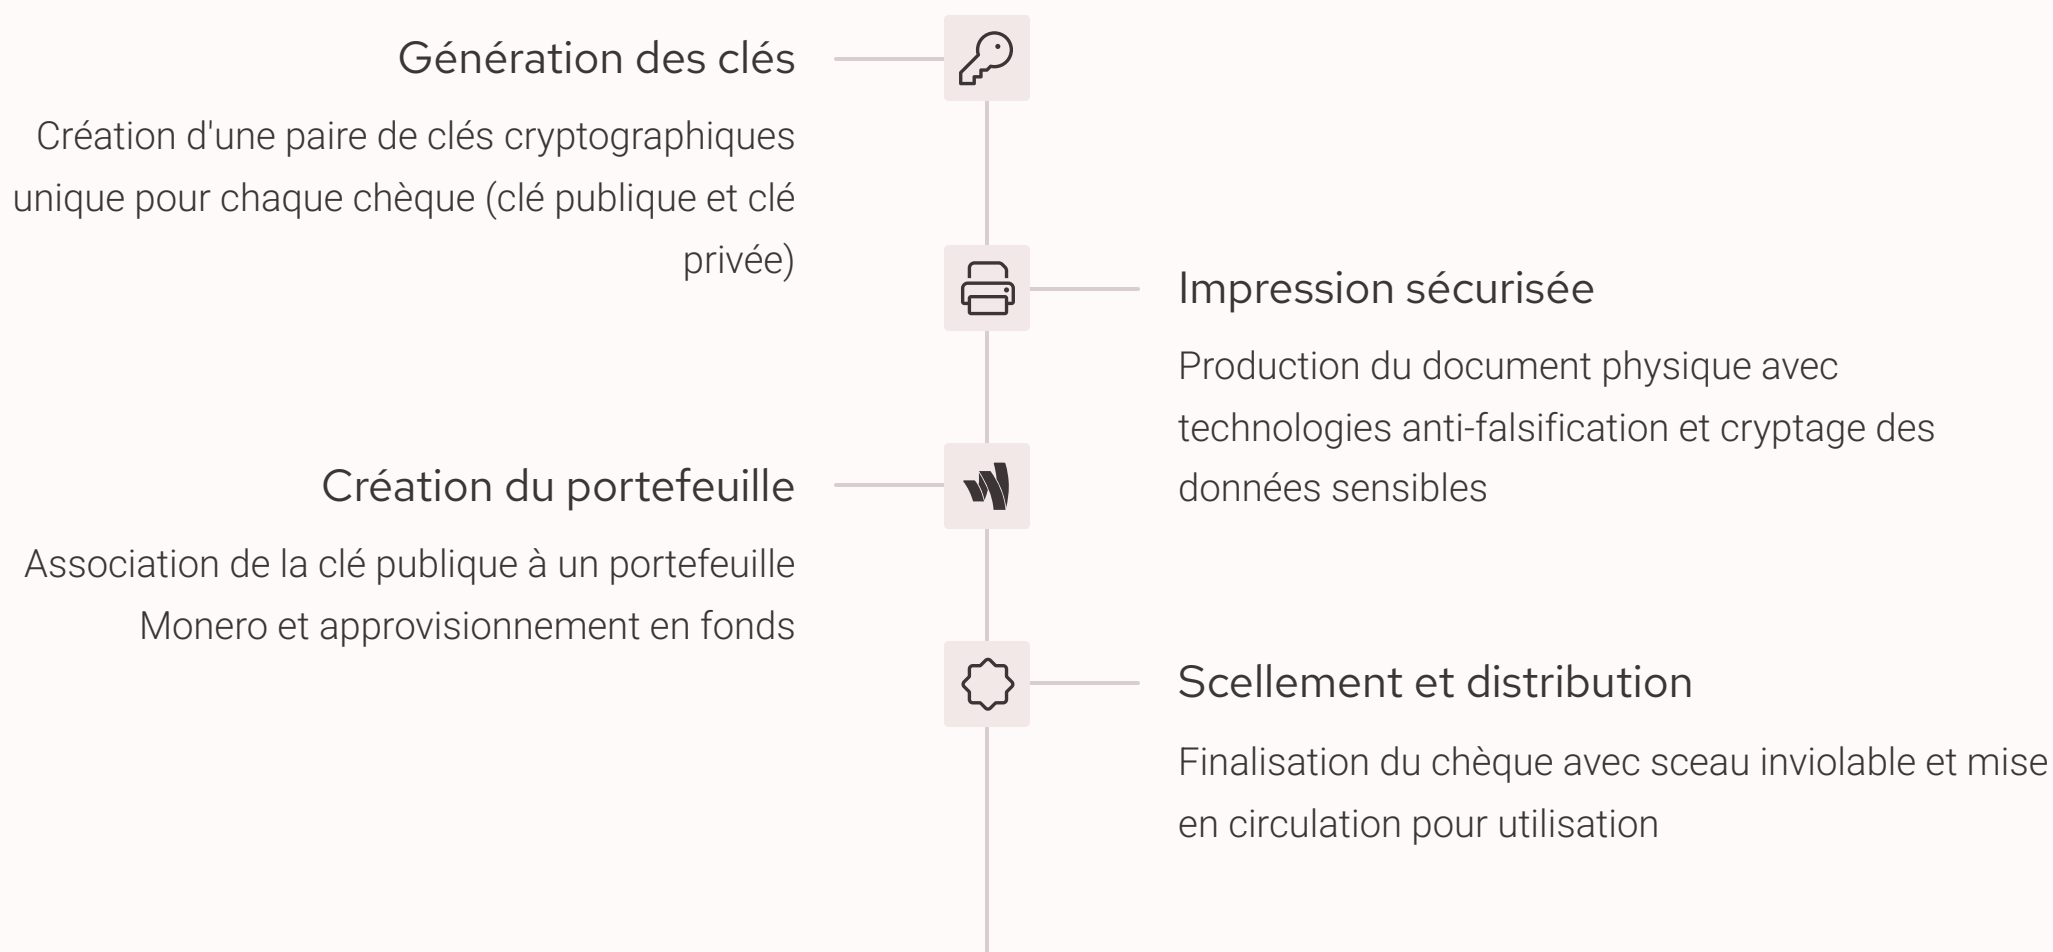 Génération des clés
Création d'une paire de clés cryptographiques
unique pour chaque chèque (clé publique et clé
privée)
Impression sécurisée
Production du document physique avec
technologies anti-falsification et cryptage des
données sensibles
Création du portefeuille
Association de la clé publique à un portefeuille
Monero et approvisionnement en fonds
Scellement et distribution
Finalisation du chèque avec sceau inviolable et mise
en circulation pour utilisation